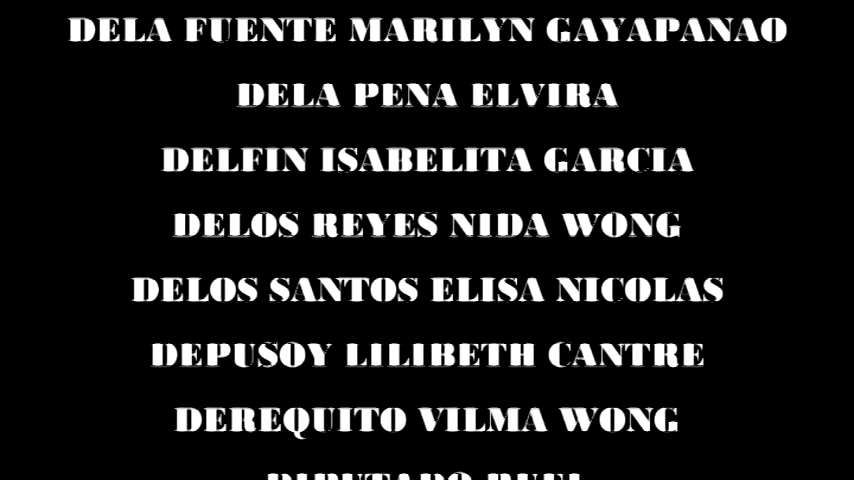 DELA FUENTE MARILYN GAYAPANAO
DELA PENA ELVIRA
DELFIN ISABELITA GARCIA
DELOS REYES NIDA WONG
DELOS SANTOS ELISA NICOLAS
DEPUSOY LILIBETH CANTRE
DEREQUITO VILMA WONG